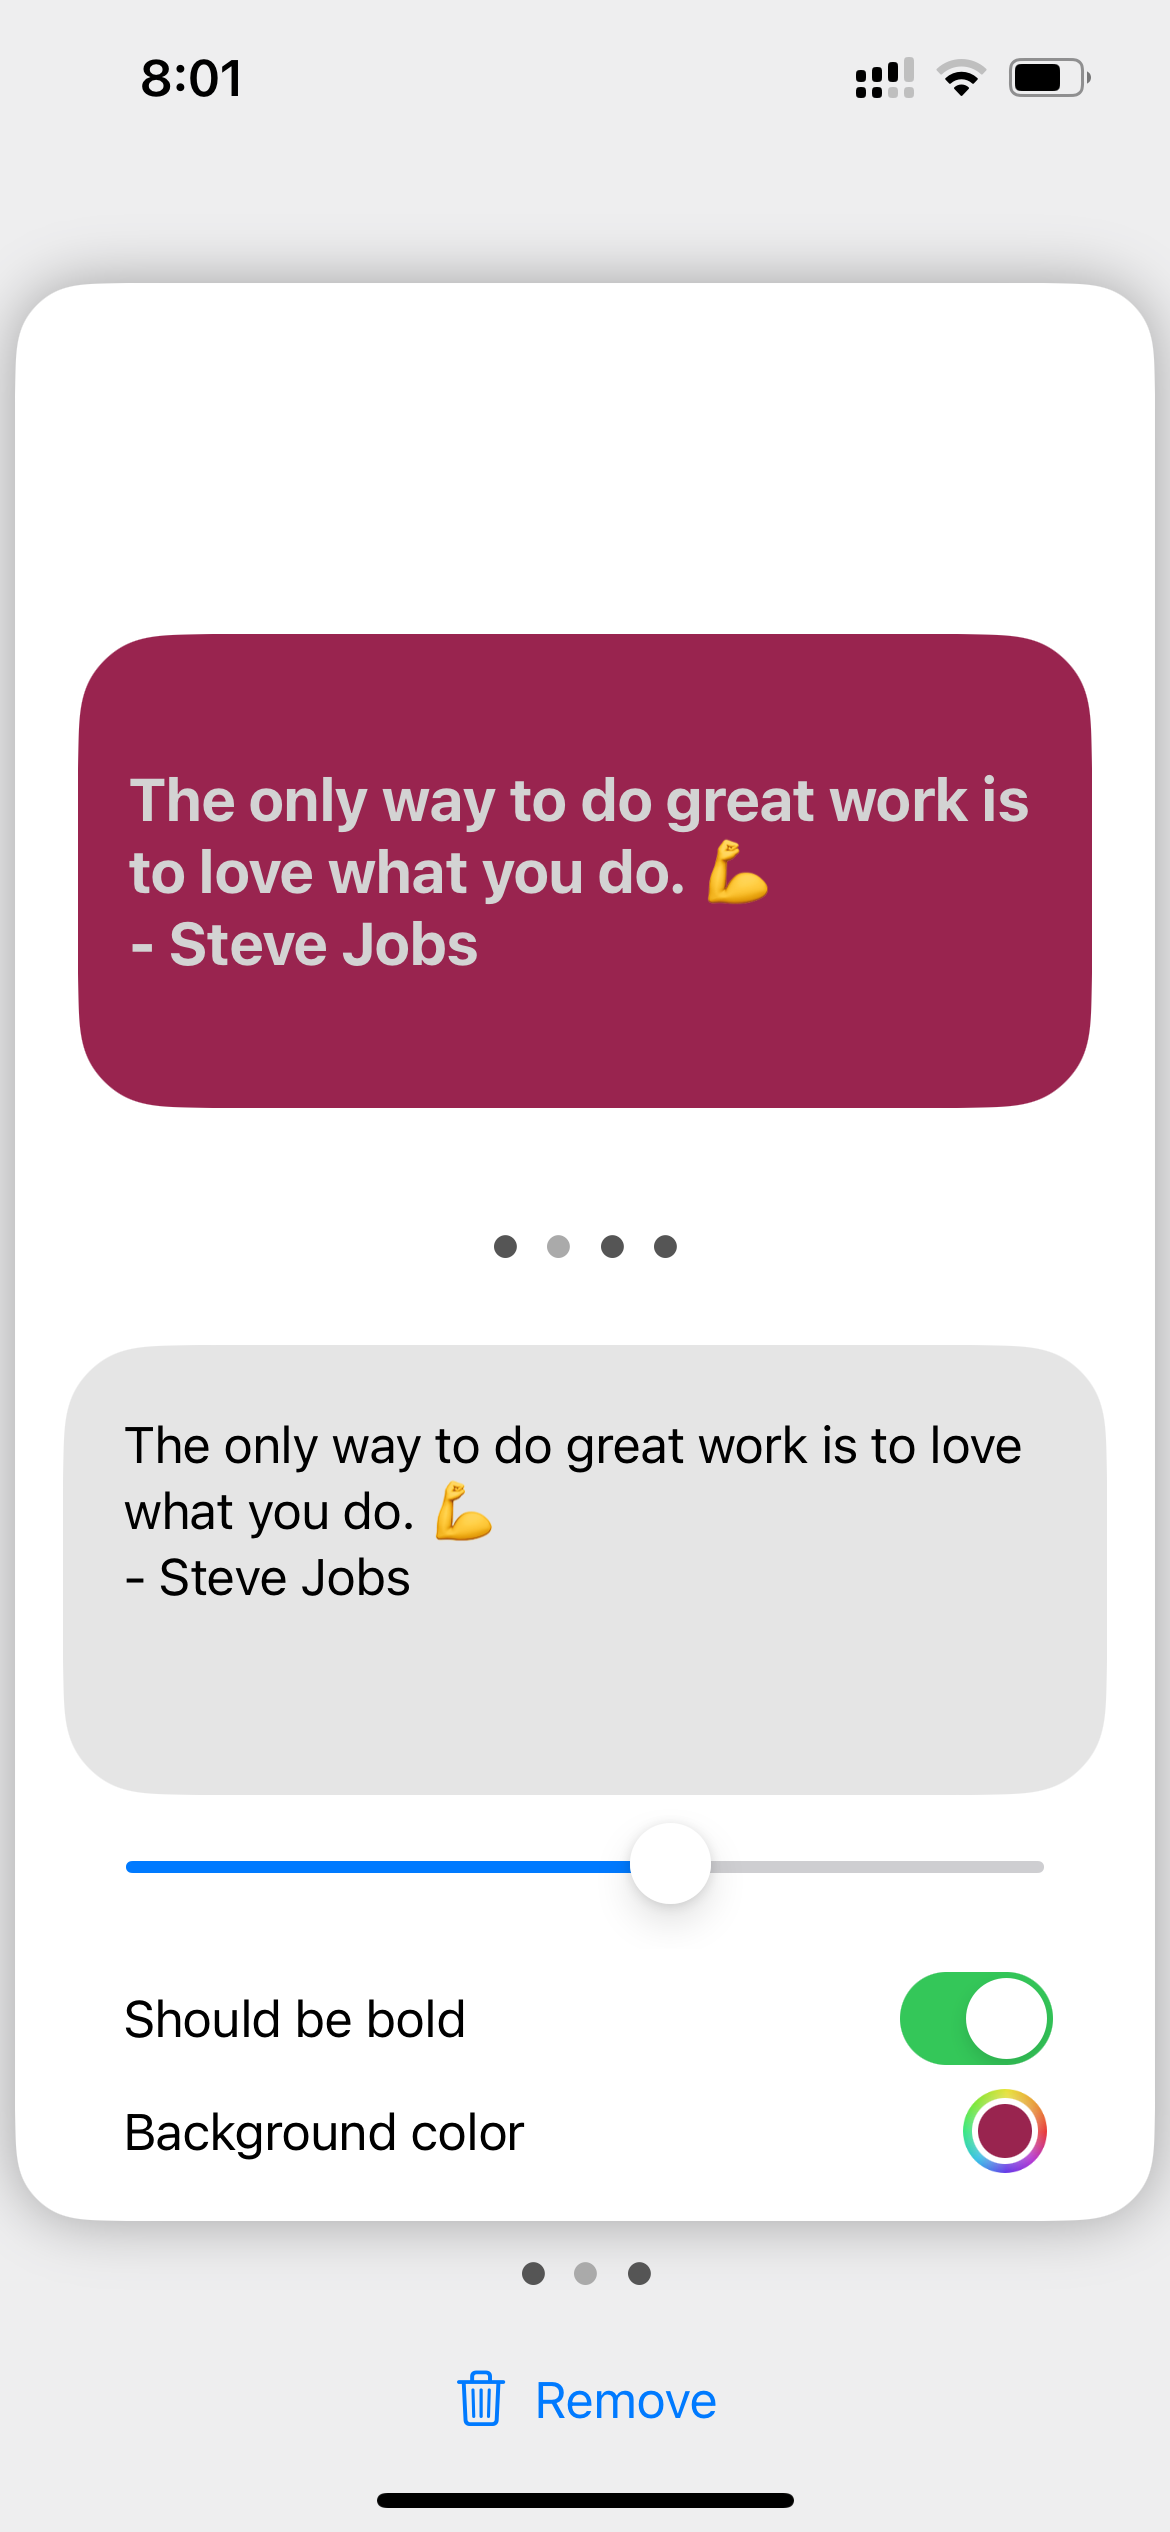 8:01
The only way to do great work is
to love what you do. 💪
- Steve Jobs
The only way to do great work is to love
what you do. 💪
- Steve Jobs
Should be bold
Background color
Remove